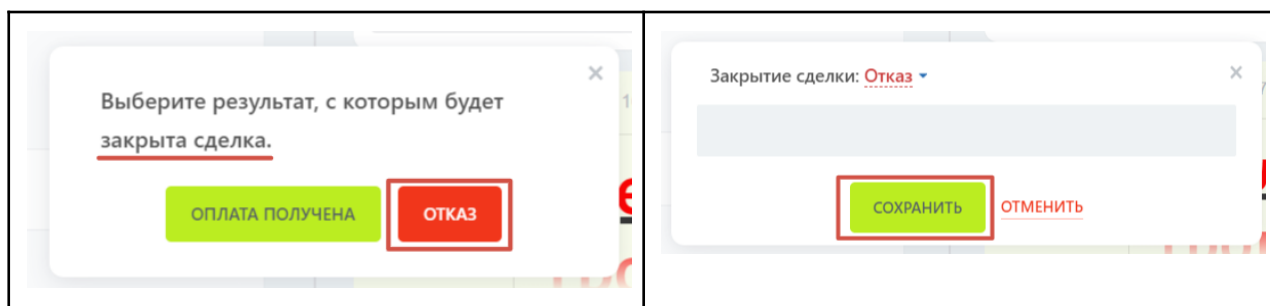 Выберите результат, с которым будет
закрыта сделка.
ОПЛАТА ПОЛУЧЕНА
ОТКАЗ
Закрытие сделки: Отказ
СОХРАНИТЬ
ОТМЕНИТЬ